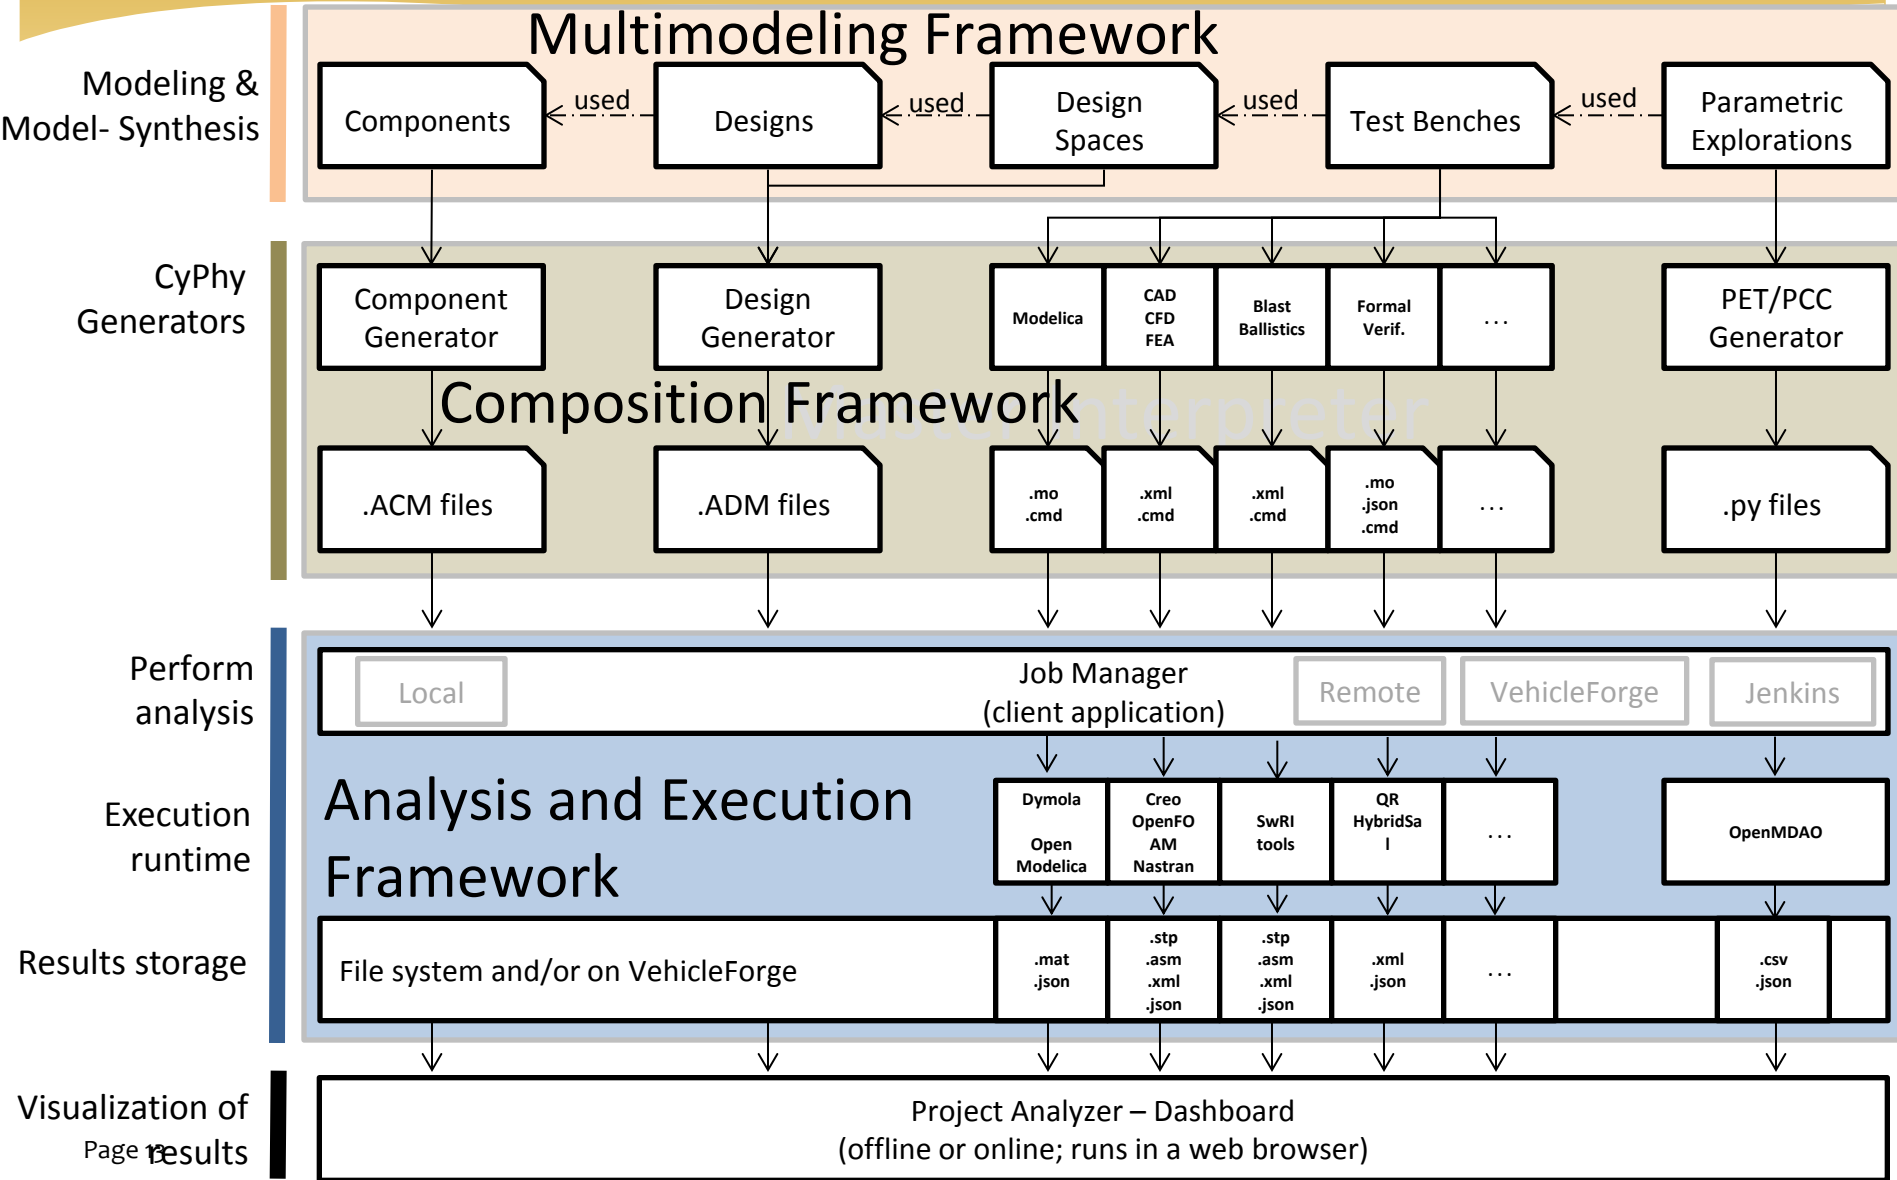 Multimodeling Framework
Modeling &
Model- Synthesis
Components
used
Designs
used
Design
Spaces
used
Test Benches
used
Parametric
Explorations
CyPhy
Generators
Component
Generator
Design
Generator
Modelica
CAD
CFD
FEA
Blast
Ballistics
Formal
Verif.
...
PET/PCC
Generator
Composition Framework
Master Interpreter
.ACM files
.ADM files
.mo
.cmd
.xml
.cmd
.xml
.cmd
.mo
.json
.cmd
...
.py files
Perform
analysis
Local
Job Manager
(client application)
Remote
VehicleForge
Jenkins
Analysis and Execution
Framework
Execution
runtime
Dymola
Open
Modelica
Creo
OpenFO
AM
Nastran
SwRI
tools
QR
HybridSa
l
...
OpenMDAO
Results storage
File system and/or on VehicleForge
.mat
.json
.stp
.asm
.xml
.json
.stp
.asm
.xml
.json
.xml
.json
...
.csv
.json
Visualization of
results
Page 13
Project Analyzer – Dashboard
(offline or online; runs in a web browser)